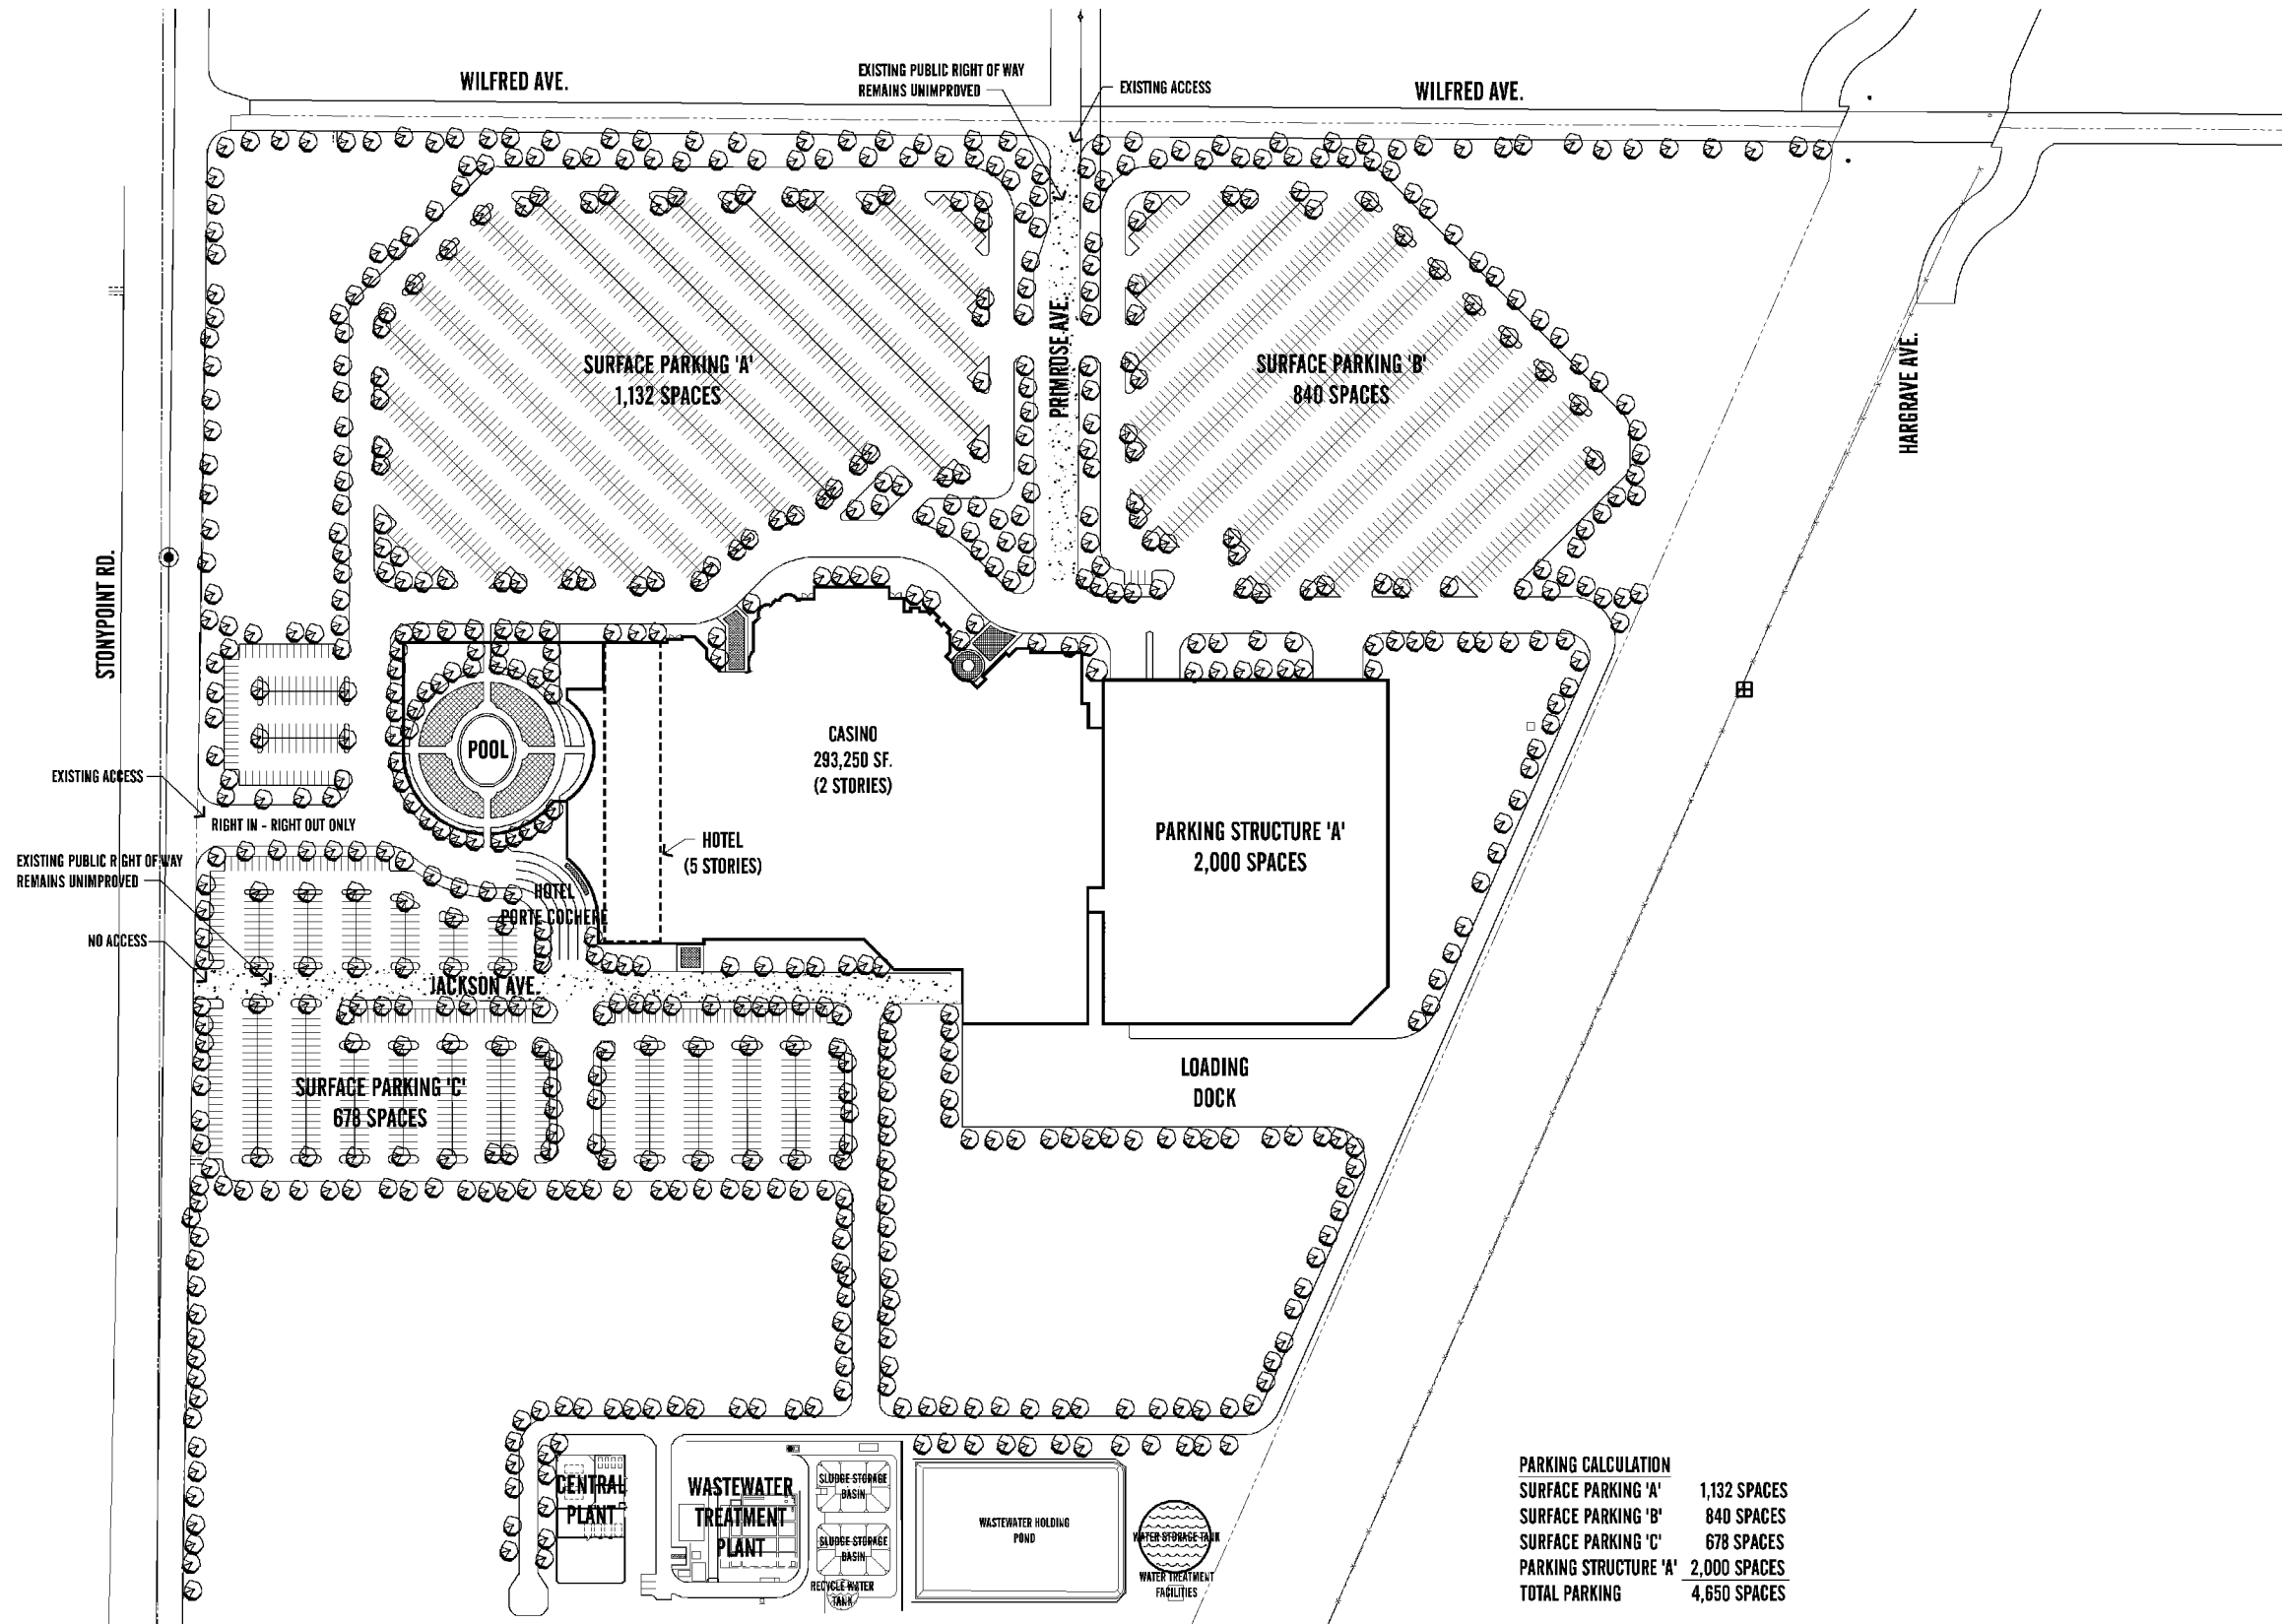 WILFRED AVE.
EXISTING PUBLIC RIGHT OF WAY
REMAINS UNIMPROVED
EXISTING ACCESS
WILFRED AVE.
SURFACE PARKING 'A'
1,132 SPACES
PRIMROSE AVE.
SURFACE PARKING 'B'
840 SPACES
HARGRAVE AVE.
STONYPOINT RD.
POOL
CASINO
293,250 SF.
(2 STORIES)
EXISTING ACCESS
RIGHT IN - RIGHT OUT ONLY
HOTEL
(5 STORIES)
PARKING STRUCTURE 'A'
2,000 SPACES
EXISTING PUBLIC RIGHT OF WAY
REMAINS UNIMPROVED
HOTEL
PORTE COCHERE
NO ACCESS
JACKSON AVE.
SURFACE PARKING 'C'
678 SPACES
LOADING
DOCK
CENTRAL
PLANT
WASTEWATER
TREATMENT
PLANT
SLUDGE STORAGE
BASIN
SLUDGE STORAGE
BASIN
RECYCLE WATER
TANK
WASTEWATER HOLDING
POND
WATER STORAGE TANK
WATER TREATMENT
FACILITIES
PARKING CALCULATION
SURFACE PARKING 'A' 1,132 SPACES
SURFACE PARKING 'B' 840 SPACES
SURFACE PARKING 'C' 678 SPACES
PARKING STRUCTURE 'A' 2,000 SPACES
TOTAL PARKING 4,650 SPACES